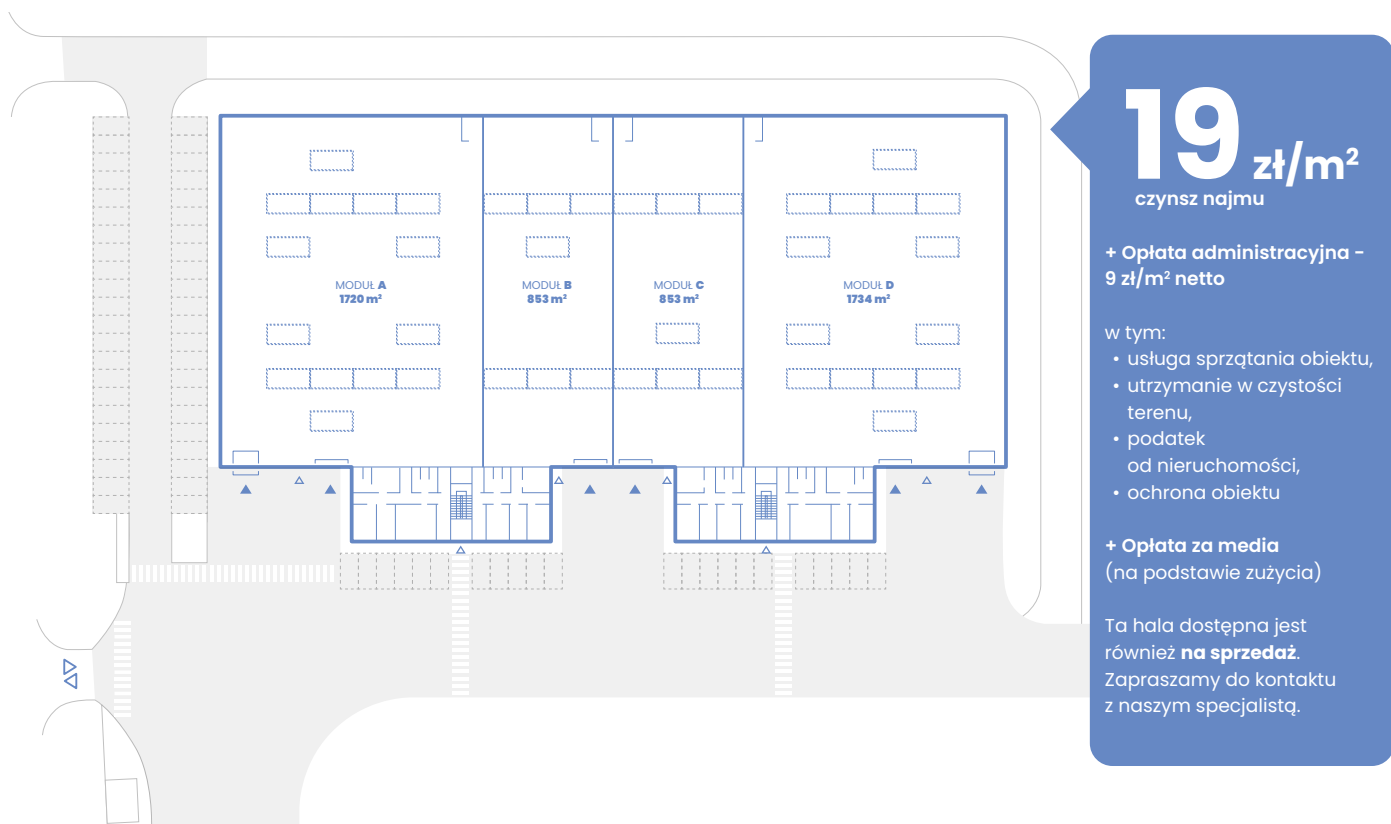 19 zł/m²
czynsz najmu
+ Opłata administracyjna -
9 zł/m² netto
w tym:
• usługa sprzątania obiektu,
• utrzymanie w czystości
terenu,
• podatek
od nieruchomości,
• ochrona obiektu
+ Opłata za media
(na podstawie zużycia)
Ta hala dostępna jest
również na sprzedaż.
Zapraszamy do kontaktu
z naszym specjalistą.
MODUŁ A
1720 m²
MODUŁ B
853 m²
MODUŁ C
853 m²
MODUŁ D
1734 m²